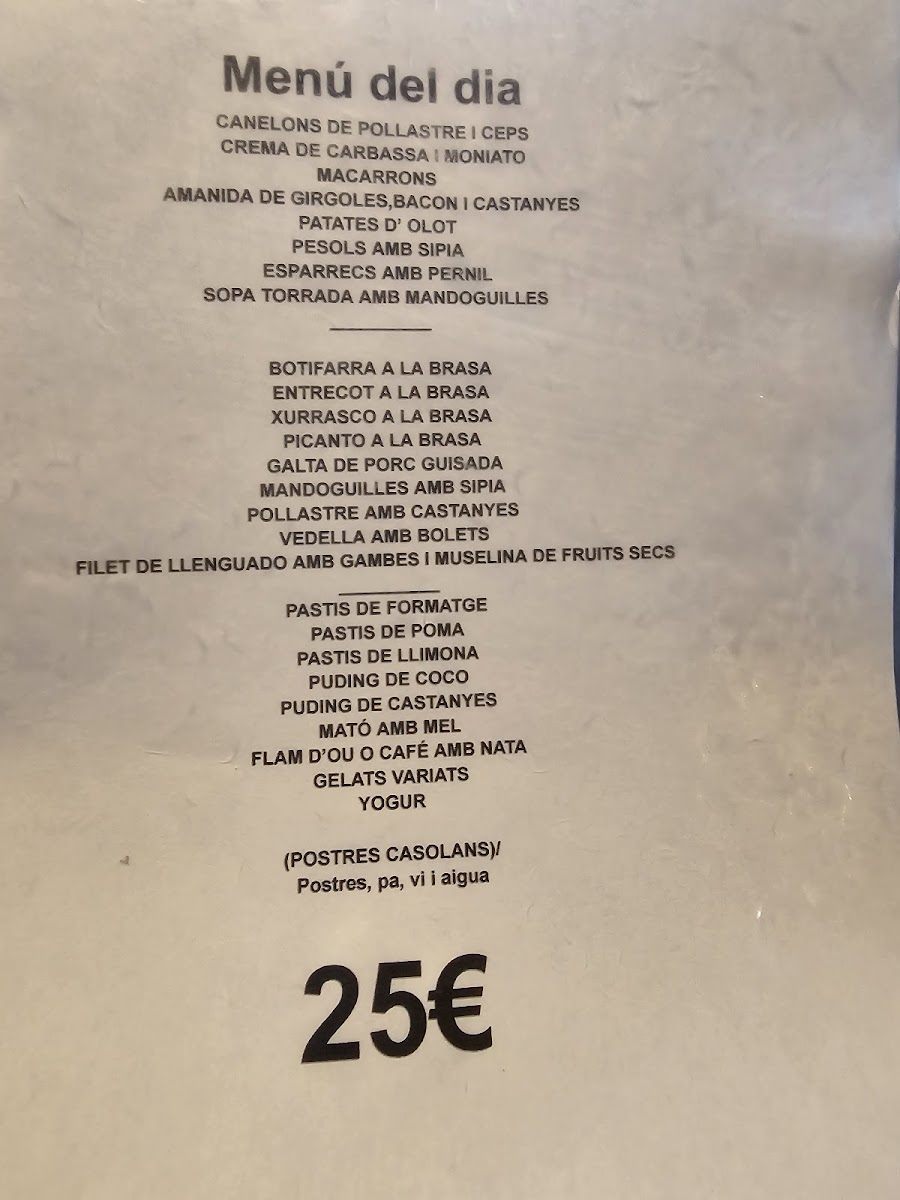 Menú del dia
CANELONS DE POLLASTRE I CEPS
CREMA DE CARBASSA I MONIATO
MACARRONS
AMANIDA DE GIRGOLES,BACON I CASTANYES
PATATES D' OLOT
PESOLS AMB SIPIA
ESPARRECS AMB PERNIL
SOPA TORRADA AMB MANDOGUILLES
BOTIFARRA A LA BRASA
ENTRECOT A LA BRASA
XURRASCO A LA BRASA
PICANTO A LA BRASA
GALTA DE PORC GUISADA
MANDOGUILLES AMB SIPIA
POLLASTRE AMB CASTANYES
VEDELLA AMB BOLETS
FILET DE LLENGUADO AMB GAMBES I MUSELINA DE FRUITS SECS
PASTIS DE FORMATGE
PASTIS DE POMA
PASTIS DE LLIMONA
PUDING DE COCO
PUDING DE CASTANYES
MATÓ AMB MEL
FLAM D'OU O CAFÉ AMB NATA
GELATS VARIATS
YOGUR
(POSTRES CASOLANS)/
Postres, pa, vi i aigua
25€